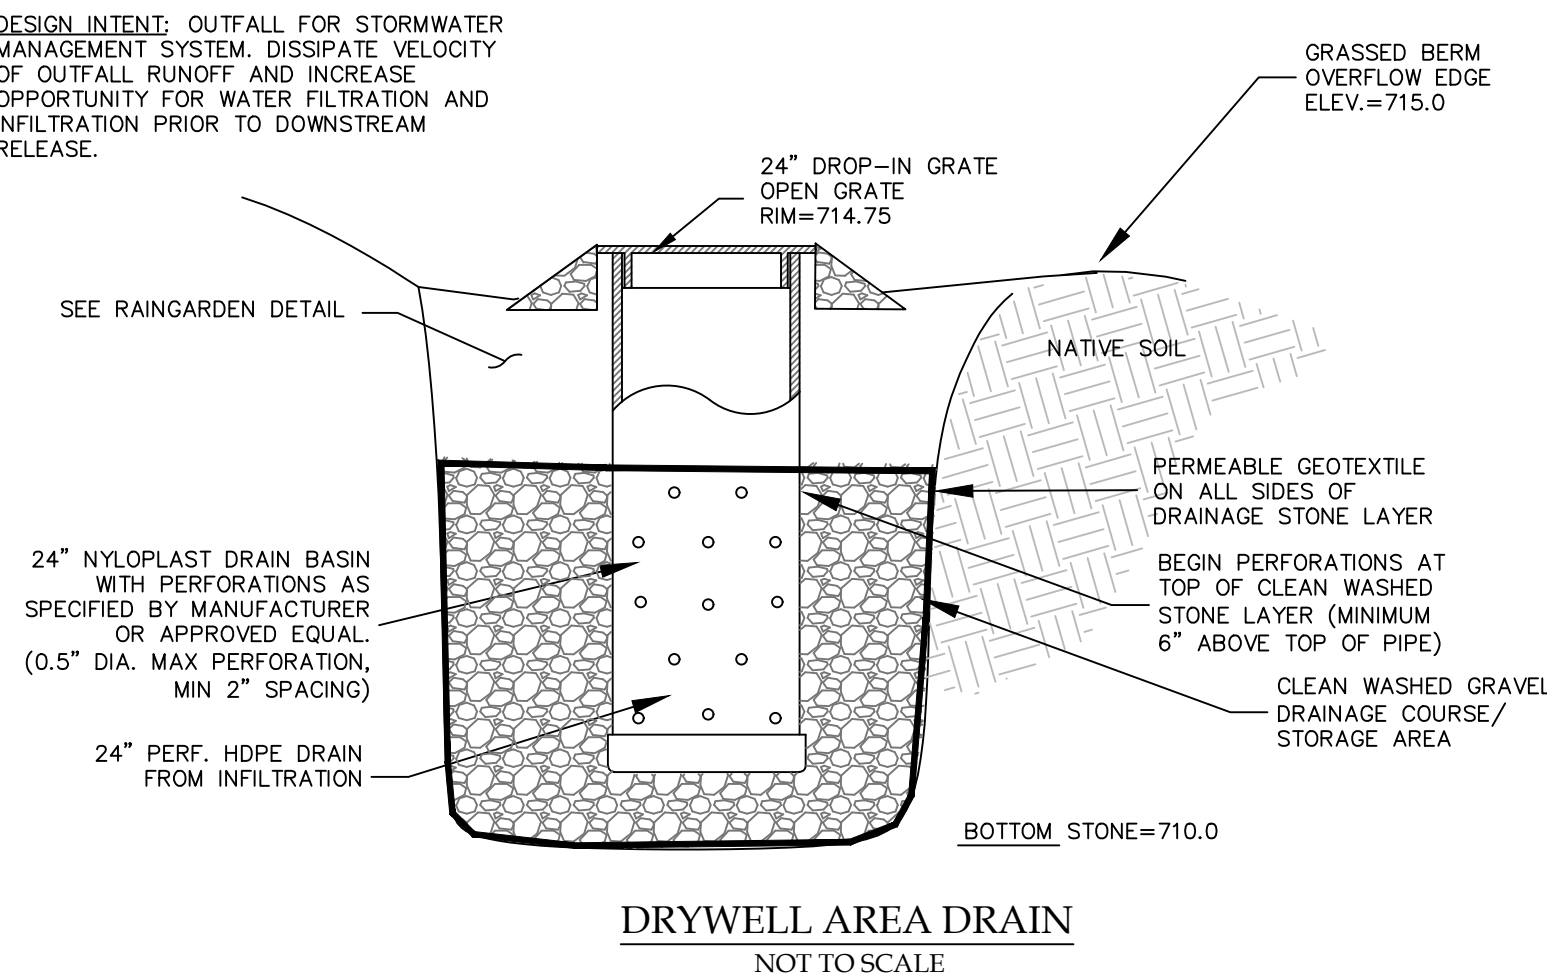 DESIGN INTENT: OUTFALL FOR STORMWATER
MANAGEMENT SYSTEM. DISSIPATE VELOCITY
OF OUTFALL RUNOFF AND INCREASE
OPPORTUNITY FOR WATER FILTRATION AND
INFILTRATION PRIOR TO DOWNSTREAM
RELEASE.
GRASSED BERM
OVERFLOW EDGE
ELEV.=715.0
24" DROP-IN GRATE
OPEN GRATE
RIM=714.75
SEE RAINGARDEN DETAIL
NATIVE SOIL
PERMEABLE GEOTEXTILE
ON ALL SIDES OF
DRAINAGE STONE LAYER
24" NYLOPLAST DRAIN BASIN
WITH PERFORATIONS AS
SPECIFIED BY MANUFACTURER
OR APPROVED EQUAL.
(0.5" DIA. MAX PERFORATION,
MIN 2" SPACING)
BEGIN PERFORATIONS AT
TOP OF CLEAN WASHED
STONE LAYER (MINIMUM
6" ABOVE TOP OF PIPE)
CLEAN WASHED GRAVEL
DRAINAGE COURSE/
STORAGE AREA
24" PERF. HDPE DRAIN
FROM INFILTRATION
BOTTOM STONE=710.0
DRYWELL AREA DRAIN
NOT TO SCALE